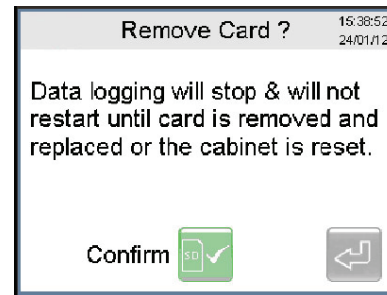 Remove Card ?
15:38:52
24/01/12
Data logging will stop & will not
restart until card is removed and
replaced or the cabinet is reset.
Confirm
SD